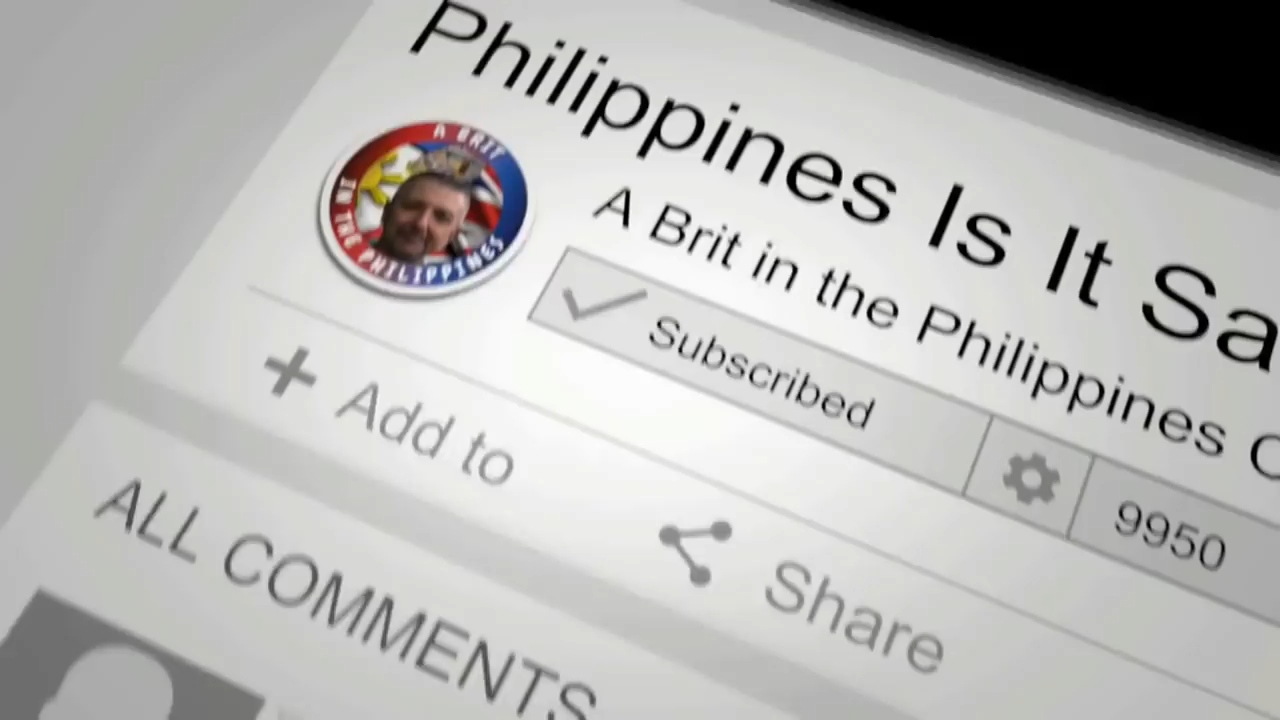 Philippines Is It Sa
A BRIT
IN THE PHILIPPINES
A Brit in the Philippines
Subscribed
9950
Add to
Share
ALL COMMENTS